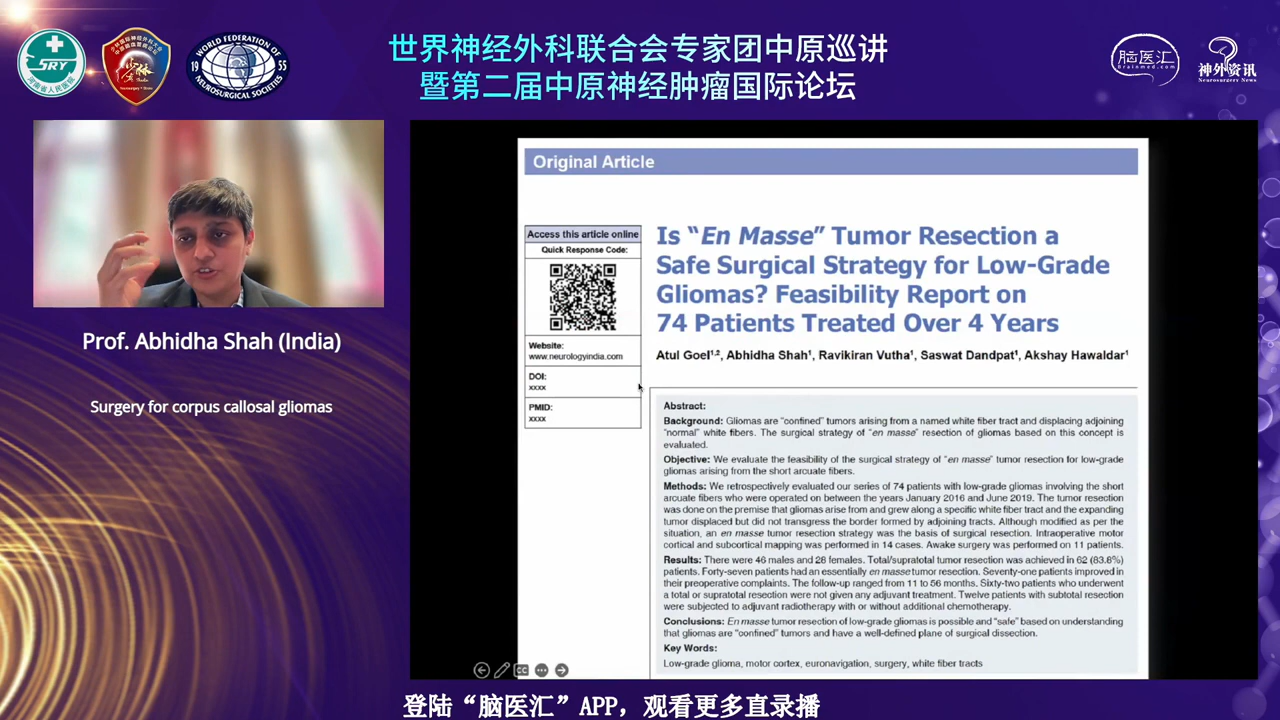 世界神经外科联合会专家团中原巡讲
暨第二届中原神经肿瘤国际论坛
SRY
WORLD FEDERATION OF
19 55
NEUROSURGICAL SOCIETIES
脑医汇
Brainmed.com
神外资讯
Neurosurgery News
Prof. Abhidha Shah (India)
Surgery for corpus callosal gliomas
Original Article
Access this article online
Quick Response Code:
Website:
www.neurologyindia.com
DOI:
xxxx
PMID:
xxxx
Is “En Masse” Tumor Resection a
Safe Surgical Strategy for Low-Grade
Gliomas? Feasibility Report on
74 Patients Treated Over 4 Years
Atul Goel1,2, Abhidha Shah1, Ravikiran Vutha1, Saswat Dandpat1, Akshay Hawaldar1
Abstract:
Background: Gliomas are “confined” tumors arising from a named white fiber tract and displacing adjoining
“normal” white fibers. The surgical strategy of “en masse” resection of gliomas based on this concept is
evaluated.
Objective: We evaluate the feasibility of the surgical strategy of “en masse” tumor resection for low-grade
gliomas arising from the short arcuate fibers.
Methods: We retrospectively evaluated our series of 74 patients with low-grade gliomas involving the short
arcuate fibers who were operated on between the years January 2016 and June 2019. The tumor resection
was done on the premise that gliomas arise from and grew along a specific white fiber tract and the expanding
tumor displaced but did not transgress the border formed by adjoining tracts. Although modified as per the
situation, an en masse tumor resection strategy was the basis of surgical resection. Intraoperative motor
cortical and subcortical mapping was performed in 14 cases. Awake surgery was performed on 11 patients.
Results: There were 46 males and 28 females. Total/supratotal tumor resection was achieved in 62 (83.8%)
patients. Forty-seven patients had an essentially en masse tumor resection. Seventy-one patients improved in
their preoperative complaints. The follow-up ranged from 11 to 56 months. Sixty-two patients who underwent
a total or supratotal resection were not given any adjuvant treatment. Twelve patients with subtotal resection
were subjected to adjuvant radiotherapy with or without additional chemotherapy.
Conclusions: En masse tumor resection of low-grade gliomas is possible and “safe” based on understanding
that gliomas are “confined” tumors and have a well-defined plane of surgical dissection.
Key Words:
Low-grade glioma, motor cortex, euronavigation, surgery, white fiber tracts
CC
登陆“脑医汇”APP，观看更多直录播